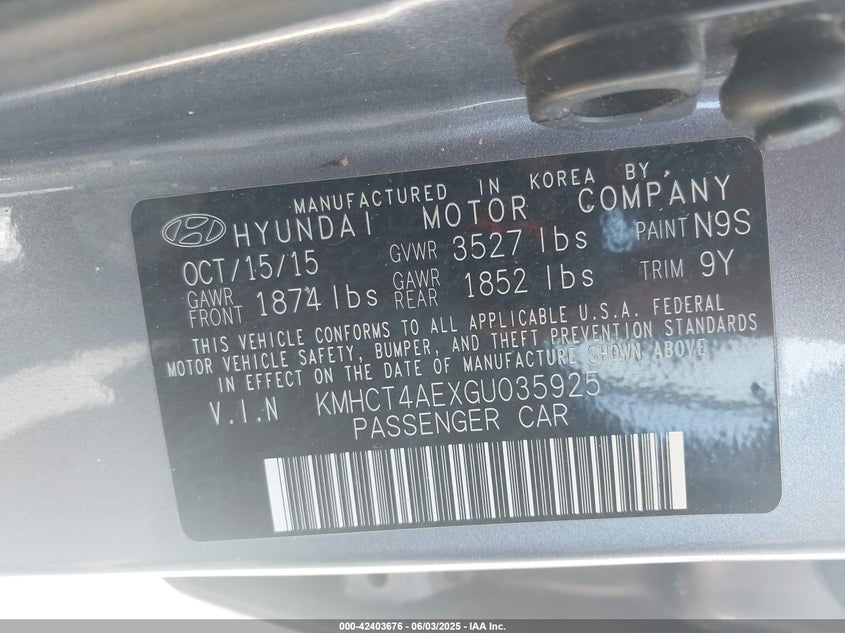 MANUFACTURED IN KOREA BY
HYUNDAI MOTOR COMPANY
OCT/15/15 GVWR 3527 lbs PAINT N9S
GAWR FRONT 1874 lbs GAWR REAR 1852 lbs TRIM 9Y
THIS VEHICLE CONFORMS TO ALL APPLICABLE U.S.A. FEDERAL
MOTOR VEHICLE SAFETY, BUMPER, AND THEFT PREVENTION STANDARDS
IN EFFECT ON THE DATE OF MANUFACTURE SHOWN ABOVE
V.I.N KMHCT4AEXGU035925
PASSENGER CAR
000-42403676 - 06/03/2025 - IAA Inc.